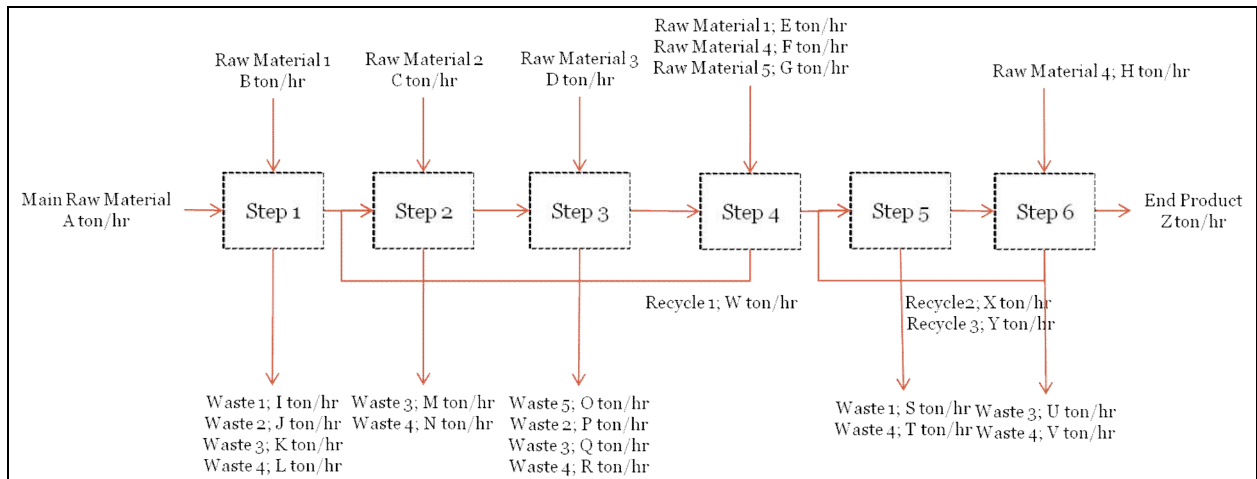 Raw Material 1
B ton/hr
Raw Material 2
C ton/hr
Raw Material 3
D ton/hr
Raw Material 1; E ton/hr
Raw Material 4; F ton/hr
Raw Material 5; G ton/hr
Raw Material 4; H ton/hr
Main Raw Material
A ton/hr
Step 1
Step 2
Step 3
Step 4
Step 5
Step 6
End Product
Z ton/hr
Recycle 1; W ton/hr
Recycle2; X ton/hr
Recycle 3; Y ton/hr
Waste 1; I ton/hr
Waste 2; J ton/hr
Waste 3; K ton/hr
Waste 4; L ton/hr
Waste 3; M ton/hr
Waste 4; N ton/hr
Waste 5; O ton/hr
Waste 2; P ton/hr
Waste 3; Q ton/hr
Waste 4; R ton/hr
Waste 1; S ton/hr
Waste 4; T ton/hr
Waste 3; U ton/hr
Waste 4; V ton/hr